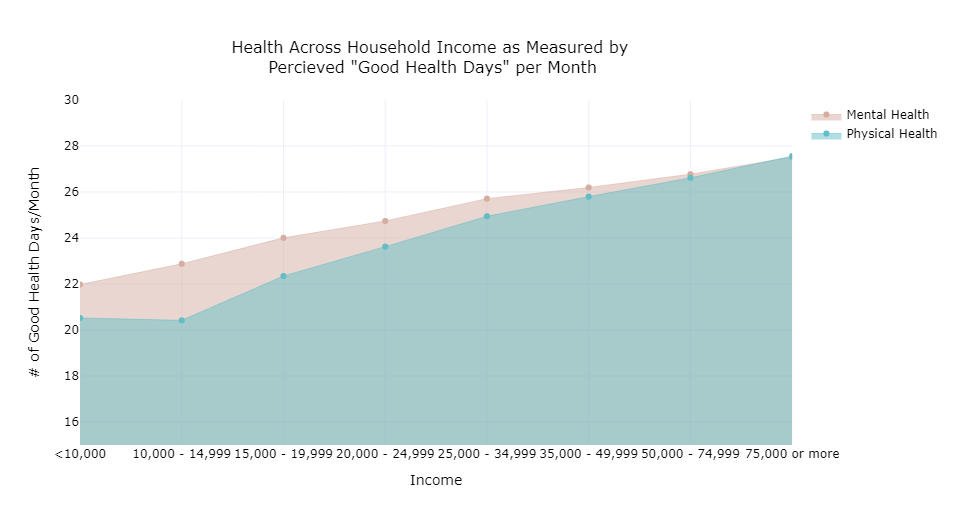 Health Across Household Income as Measured by
Percieved "Good Health Days" per Month
Mental Health
Physical Health
# of Good Health Days/Month
30
28
26
24
22
20
18
16
<10,000 10,000 - 14,999 15,000 - 19,999 20,000 - 24,999 25,000 - 34,999 35,000 - 49,999 50,000 - 74,999 75,000 or more
Income